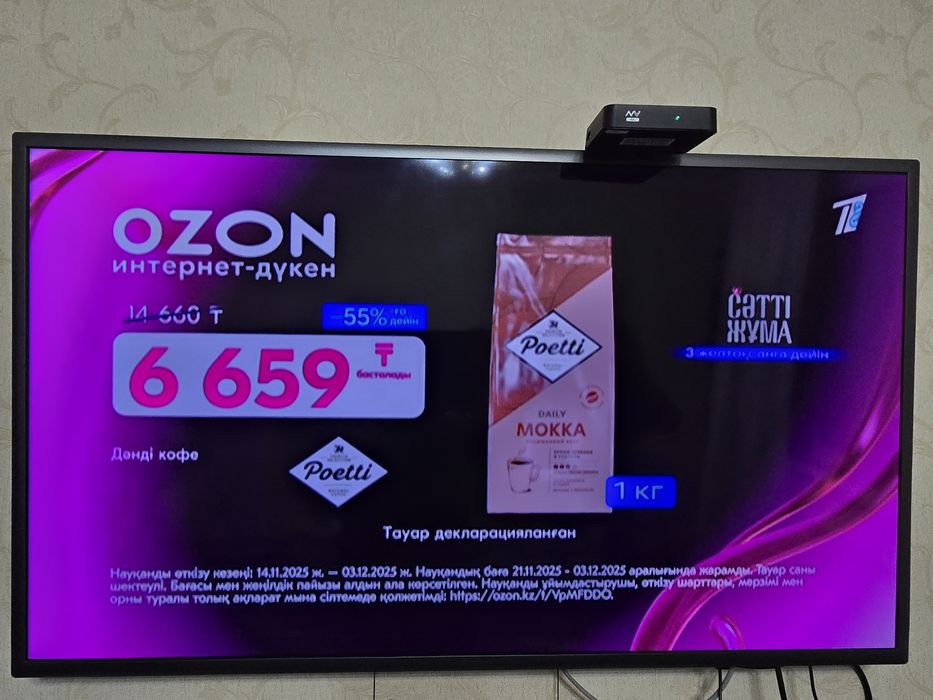 OZON
интернет-дүкен
14 660 ₸
-55% -ға дейін
6 659 ₸ басталады
Дәнді кофе
Poetti
Poetti
DAILY
МОККА
1 кг
СӘТТІ
ЖҰМА
3 желтоқсанға дейін
Тауар декларацияланған
Науқанды өткізу кезеңі: 14.11.2025 ж. — 03.12.2025 ж. Науқандық баға 21.11.2025 - 03.12.2025 аралығында жарамды. Тауар саны
шектеулі. Бағасы мен жеңілдік пайызы алдын ала көрсетілген. Науқанды ұйымдастырушы, өткізу шарттары, мерзімі мен
орны туралы толық ақпарат мына сілтемеде қолжетімді: https://ozon.kz/t/VpMFDDO.